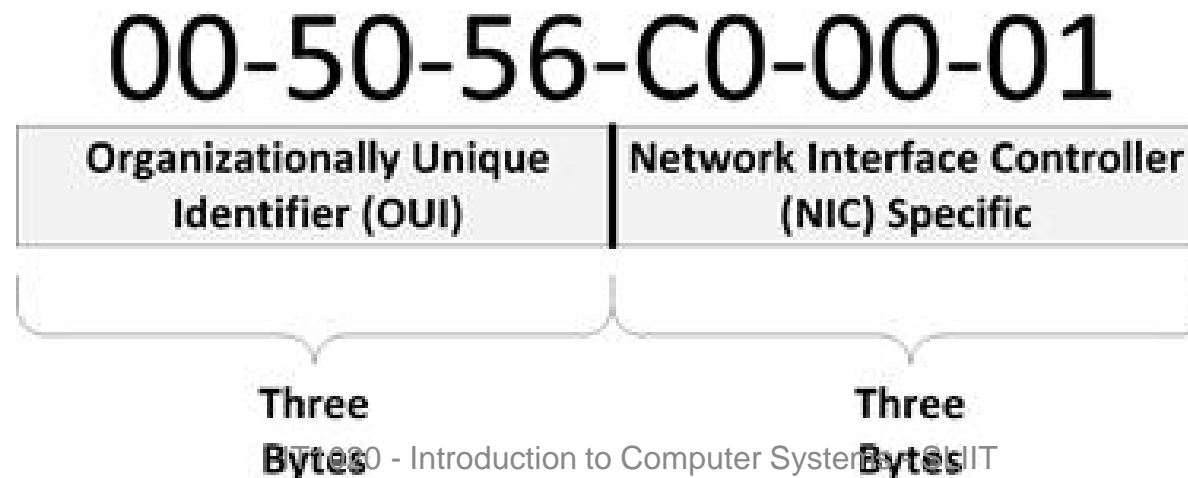 00-50-56-C0-00-01
Organizationally Unique
Identifier (OUI)
Network Interface Controller
(NIC) Specific
Three
Bytes
Three
Bytes
- Introduction to Computer